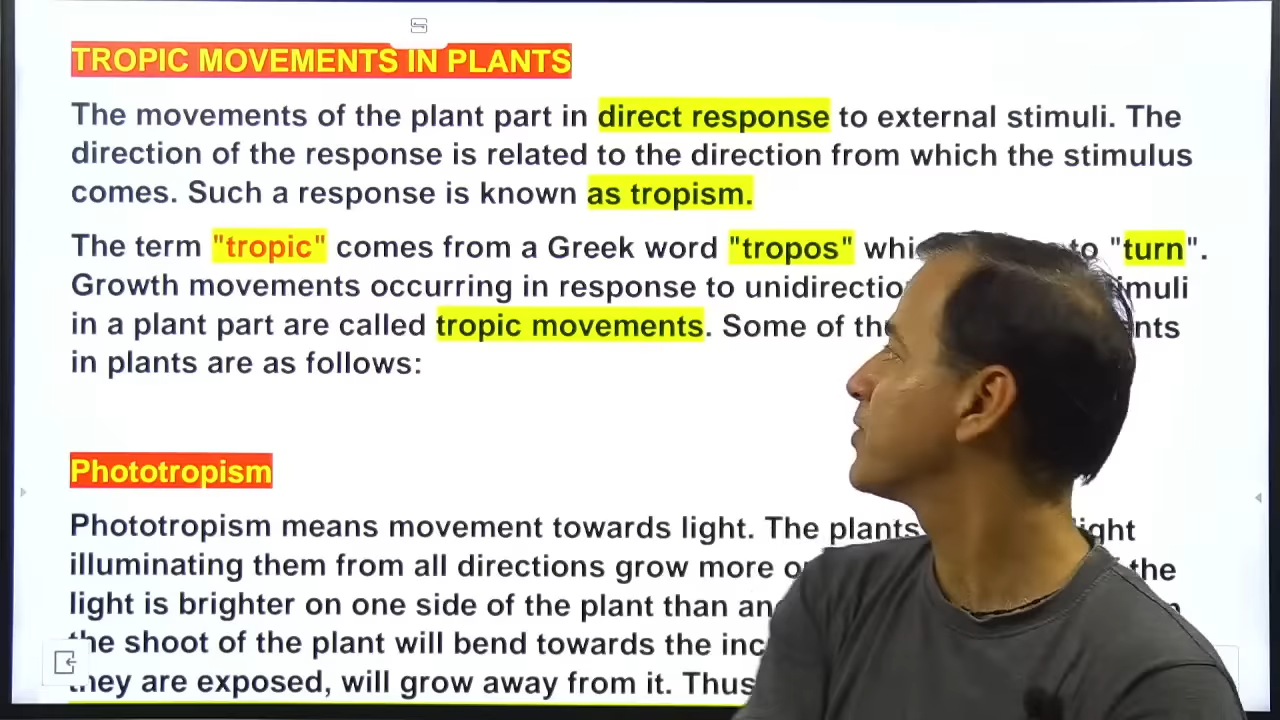 TROPIC MOVEMENTS IN PLANTS
The movements of the plant part in direct response to external stimuli. The
direction of the response is related to the direction from which the stimulus
comes. Such a response is known as tropism.
The term "tropic" comes from a Greek word "tropos" to "turn".
Growth movements occurring in response to
in a plant part are called tropic movements. Some of
in plants are as follows:
Phototropism
Phototropism means movement towards light. The plants
illuminating them from all directions grow more the
light is brighter on one side of the plant than
the shoot of the plant will bend towards the
they are exposed, will grow away from it. Thus